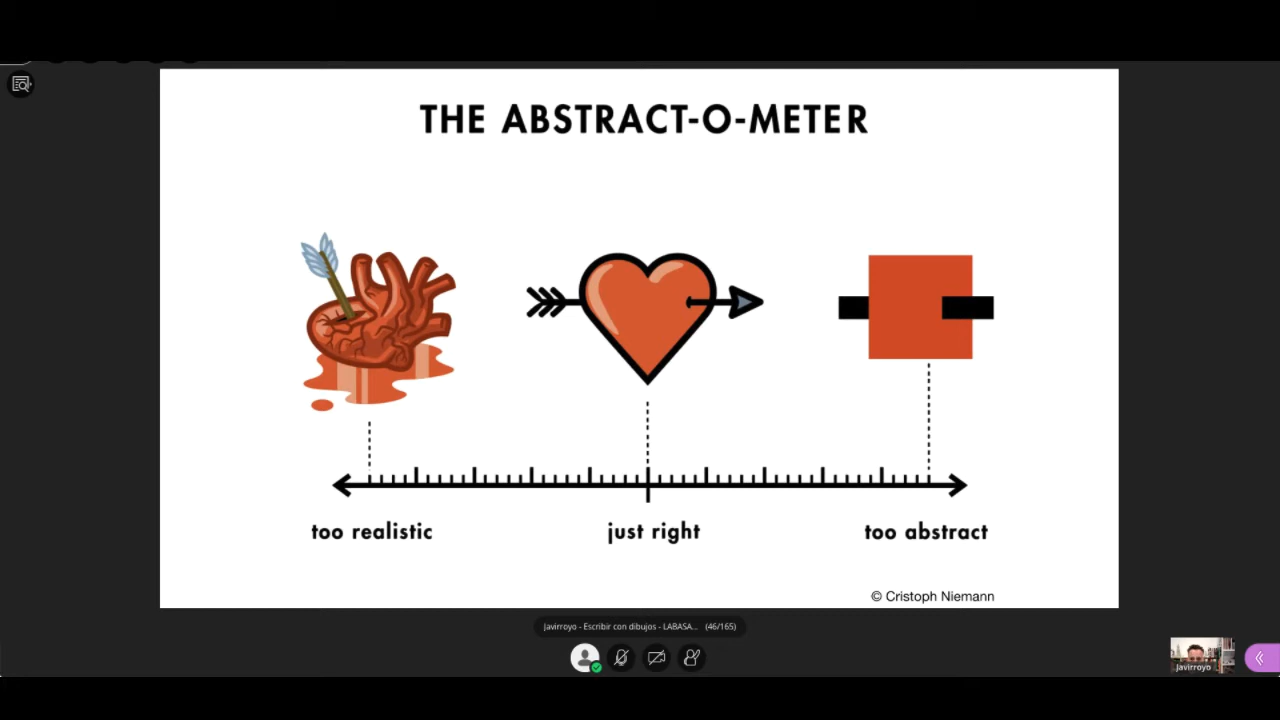 THE ABSTRACT-O-METER
too realistic
just right
too abstract
© Cristoph Niemann
Javirroyo - Escribir con dibujos - LABASA... (46/165)
Javirroyo